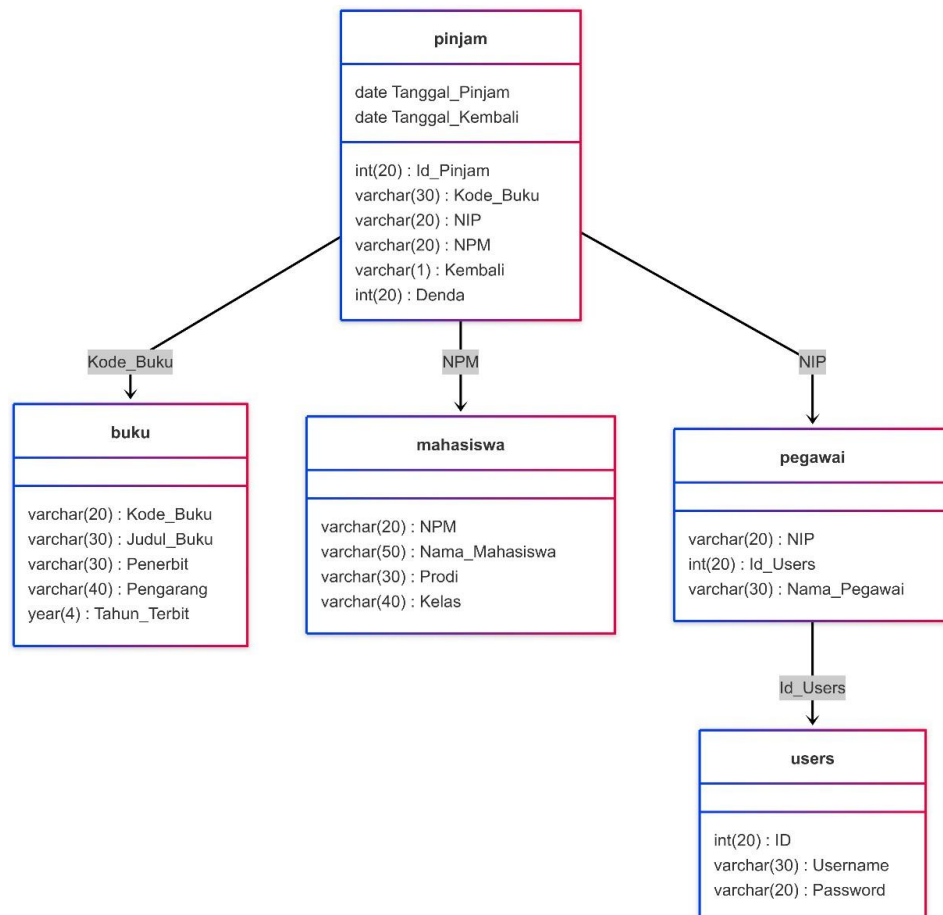 pinjam
date Tanggal_Pinjam
date Tanggal_Kembali
int(20) : Id_Pinjam
varchar(30) : Kode_Buku
varchar(20) : NIP
varchar(20) : NPM
varchar(1) : Kembali
int(20) : Denda
Kode_Buku
NPM
NIP
buku
varchar(20) : Kode_Buku
varchar(30) : Judul_Buku
varchar(30) : Penerbit
varchar(40) : Pengarang
year(4) : Tahun_Terbit
mahasiswa
varchar(20) : NPM
varchar(50) : Nama_Mahasiswa
varchar(30) : Prodi
varchar(40) : Kelas
pegawai
varchar(20) : NIP
int(20) : Id_Users
varchar(30) : Nama_Pegawai
Id_Users
users
int(20) : ID
varchar(30) : Username
varchar(20) : Password